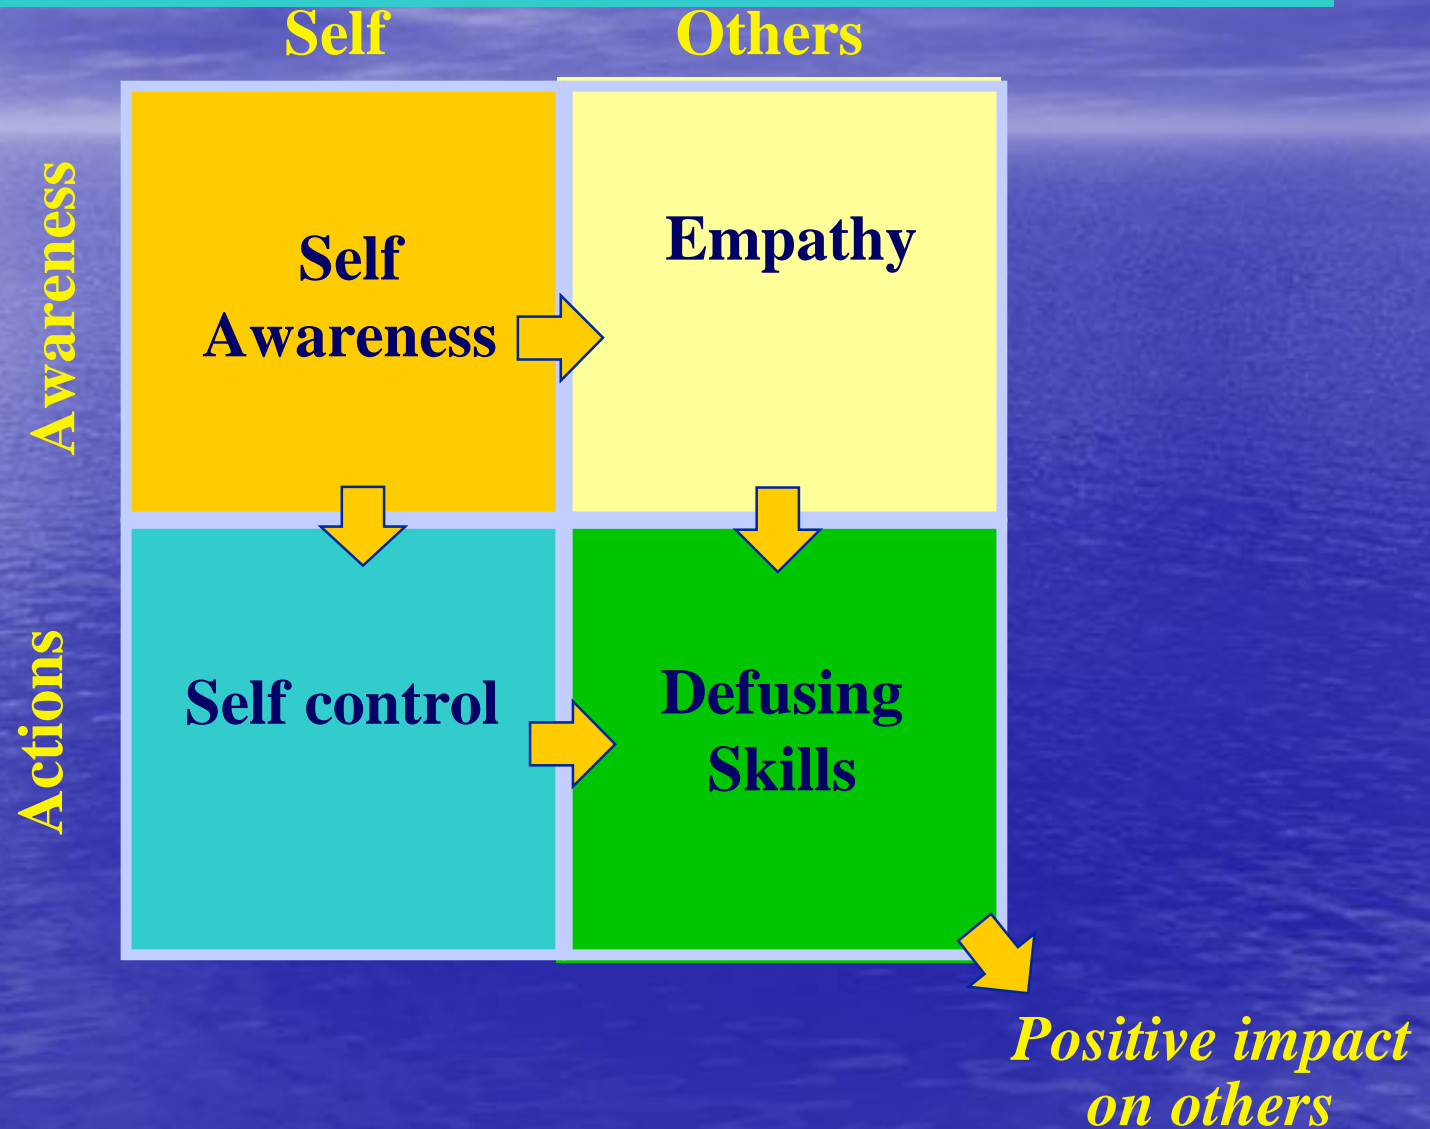 Self
Others
Awareness
Self
Awareness
Empathy
Actions
Self control
Defusing
Skills
Positive impact
on others